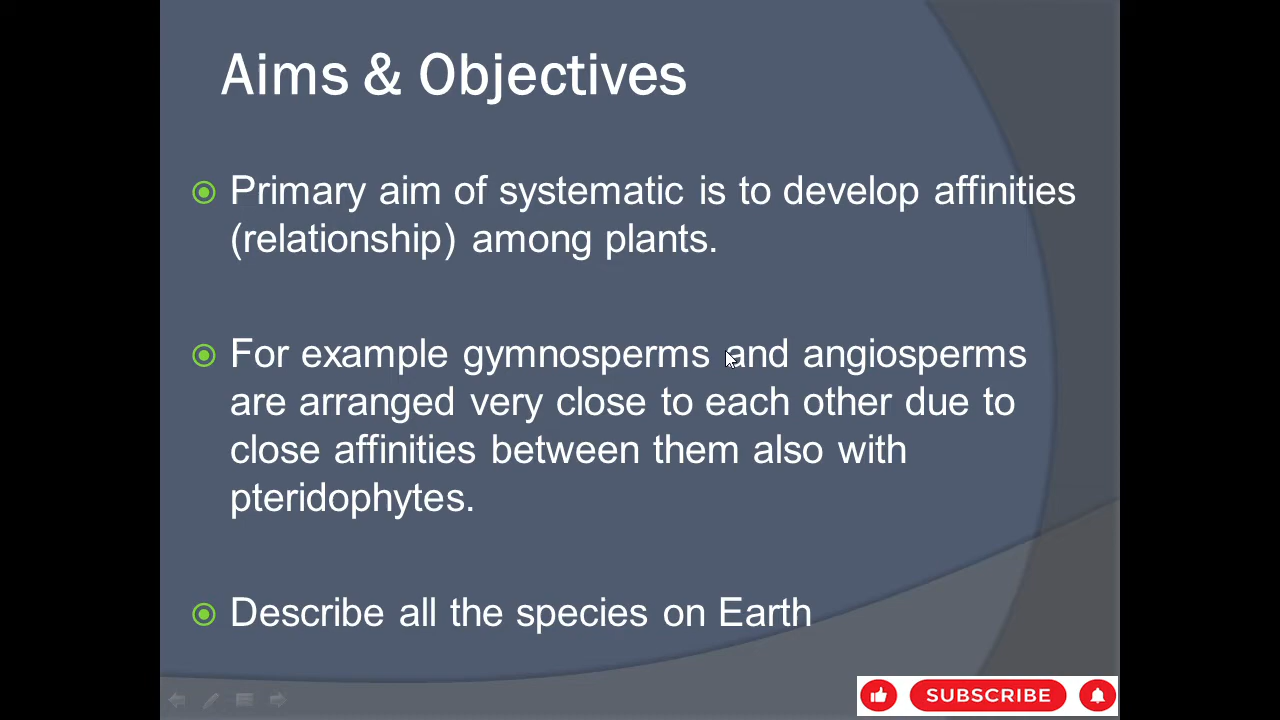 Aims & Objectives
Primary aim of systematic is to develop affinities
(relationship) among plants.
For example gymnosperms and angiosperms
are arranged very close to each other due to
close affinities between them also with
pteridophytes.
Describe all the species on Earth
SUBSCRIBE